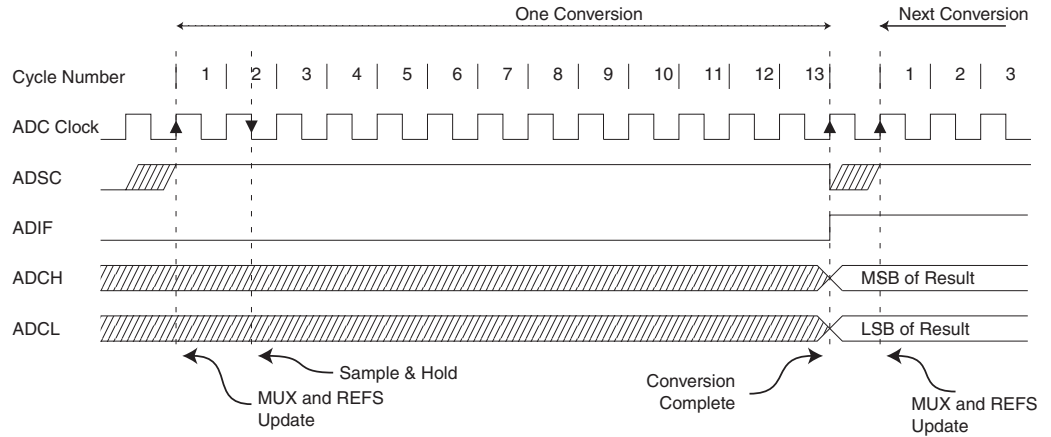 One Conversion
Next Conversion
Cycle Number 1 2 3 4 5 6 7 8 9 10 11 12 13 1 2 3
ADC Clock
ADSC
ADIF
ADCH
MSB of Result
ADCL
LSB of Result
Sample & Hold
MUX and REFS
Update
Conversion
Complete
MUX and REFS
Update